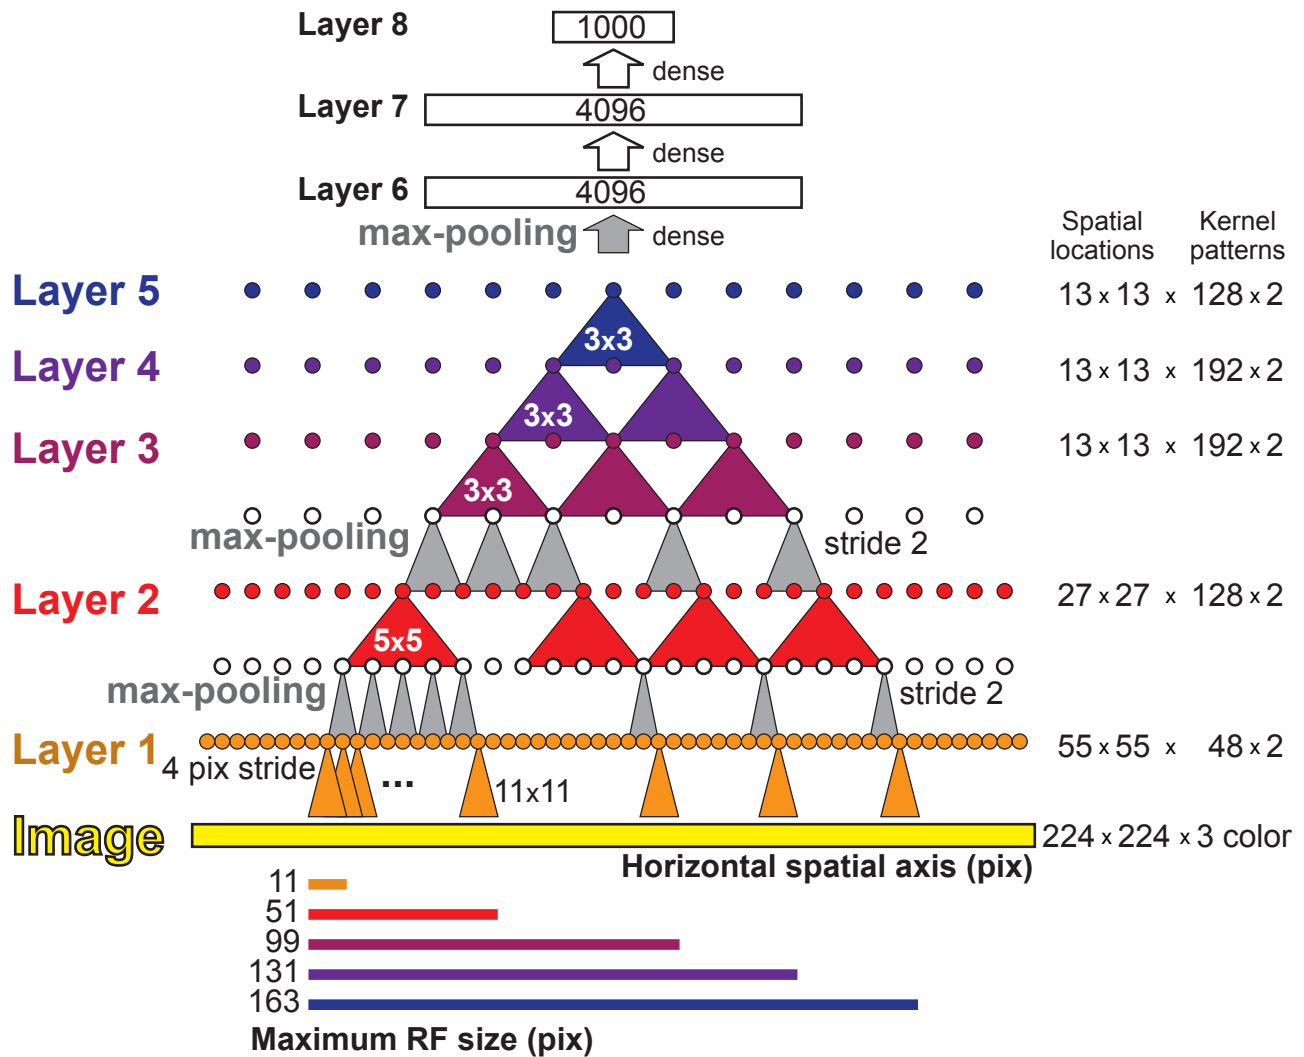 Layer 8 1000
dense
Layer 7 4096
dense
Layer 6 4096
max-pooling dense
Spatial locations Kernel patterns
Layer 5 13 x 13 x 128 x 2
3x3
Layer 4 13 x 13 x 192 x 2
3x3
Layer 3 13 x 13 x 192 x 2
3x3
max-pooling stride 2
Layer 2 27 x 27 x 128 x 2
5x5
max-pooling stride 2
Layer 1 55 x 55 x 48 x 2
4 pix stride ... 11x11
Image 224 x 224 x 3 color
Horizontal spatial axis (pix)
11
51
99
131
163
Maximum RF size (pix)